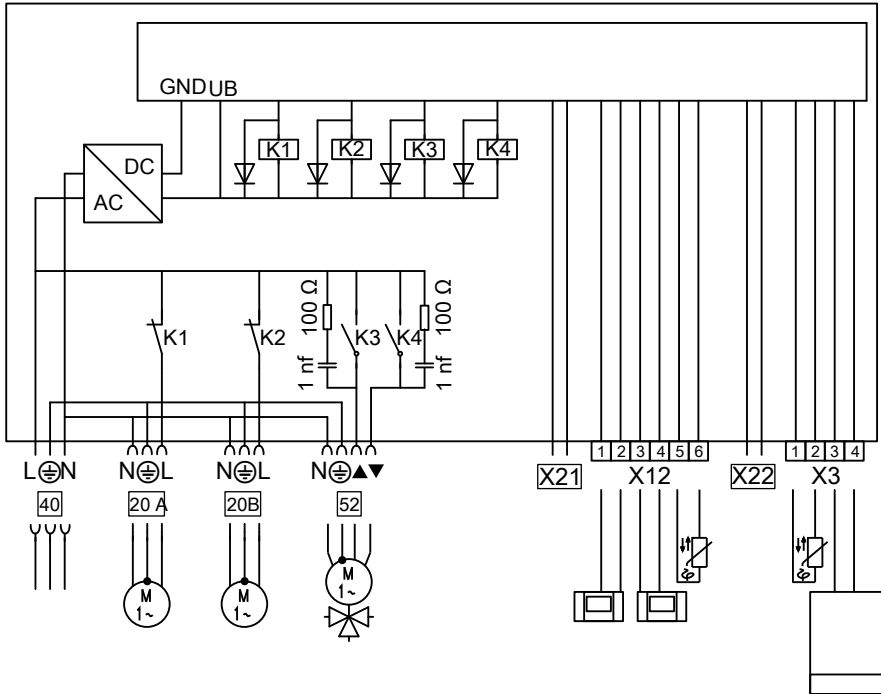 GND UB
K1 K2 K3 K4
DC
AC
100 Ω 100 Ω
K1 K2 K3 K4
1 nf 1 nf
1 2 3 4 5 6 1 2 3 4
L N N L N L N ▲▼ X21 X12 X22 X3
40 20 A 20B 52
M M M
1~ 1~ 1~